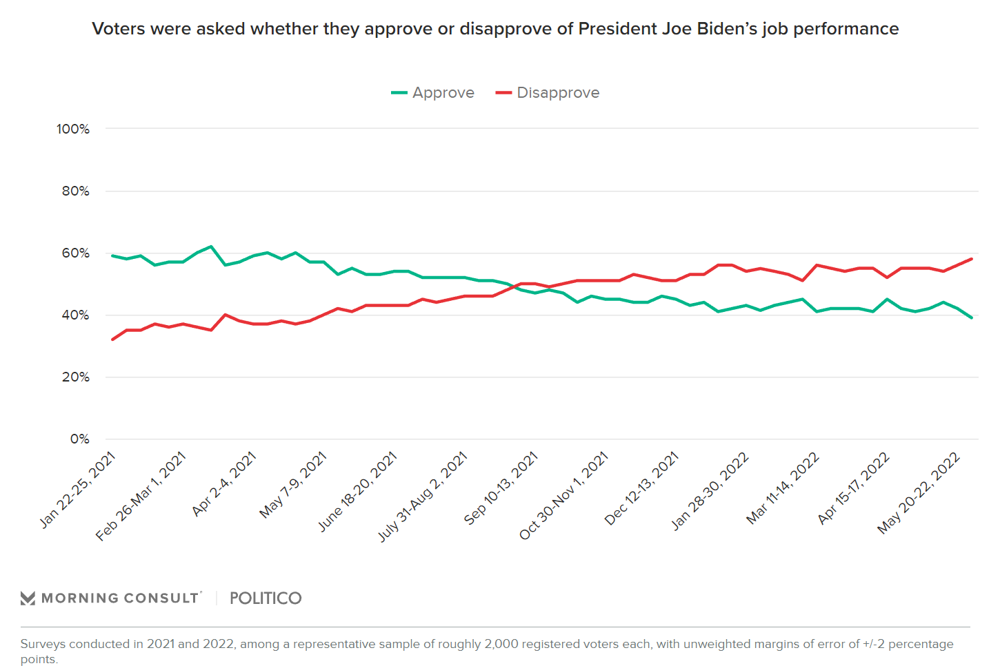 Voters were asked whether they approve or disapprove of President Joe Biden’s job performance
Approve Disapprove
100%
80%
60%
40%
20%
0%
Jan 22-25, 2021
Feb 26-Mar 1, 2021
Apr 2-4, 2021
May 7-9, 2021
June 18-20, 2021
July 31-Aug 2, 2021
Sep 10-13, 2021
Oct 30-Nov 1, 2021
Dec 12-13, 2021
Jan 28-30, 2022
Mar 11-14, 2022
Apr 15-17, 2022
May 20-22, 2022
MORNING CONSULT POLITICO
Surveys conducted in 2021 and 2022, among a representative sample of roughly 2,000 registered voters each, with unweighted margins of error of +/-2 percentage
points.